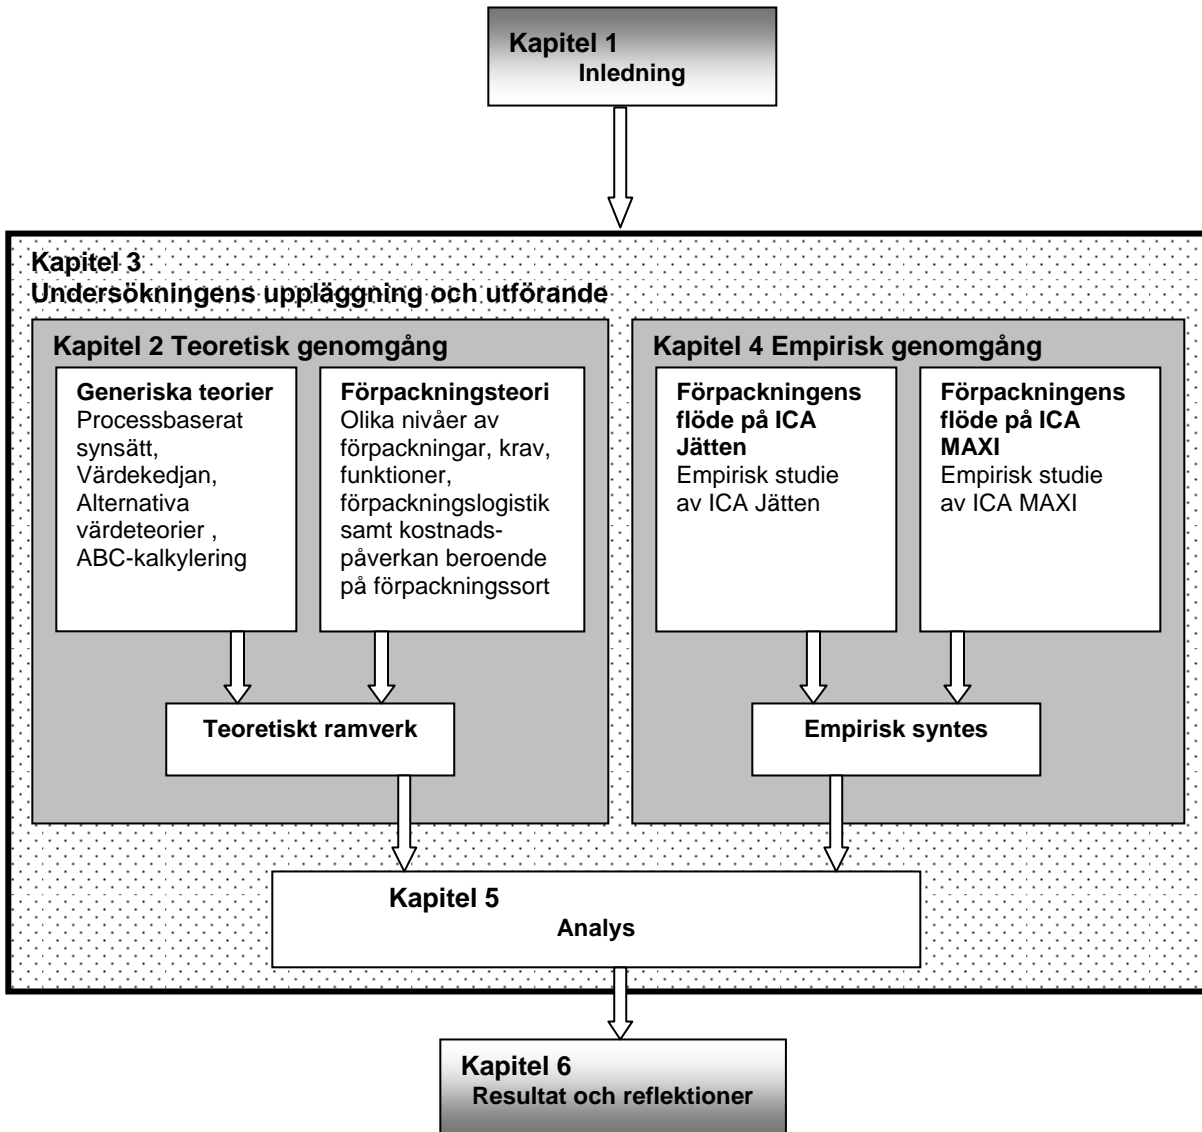 Kapitel 1
Inledning
Kapitel 3
Undersökningens uppläggning och utförande
Kapitel 2 Teoretisk genomgång
Generiska teorier
Processbaserat
synsätt,
Värdekedjan,
Alternativa
värdeteorier ,
ABC-kalkylering
Förpackningsteori
Olika nivåer av
förpackningar, krav,
funktioner,
förpackningslogistik
samt kostnads-
påverkan beroende
på förpackningssort
Teoretiskt ramverk
Kapitel 4 Empirisk genomgång
Förpackningens
flöde på ICA
Jätten
Empirisk studie
av ICA Jätten
Förpackningens
flöde på ICA
MAXI
Empirisk studie
av ICA MAXI
Empirisk syntes
Kapitel 5
Analys
Kapitel 6
Resultat och reflektioner